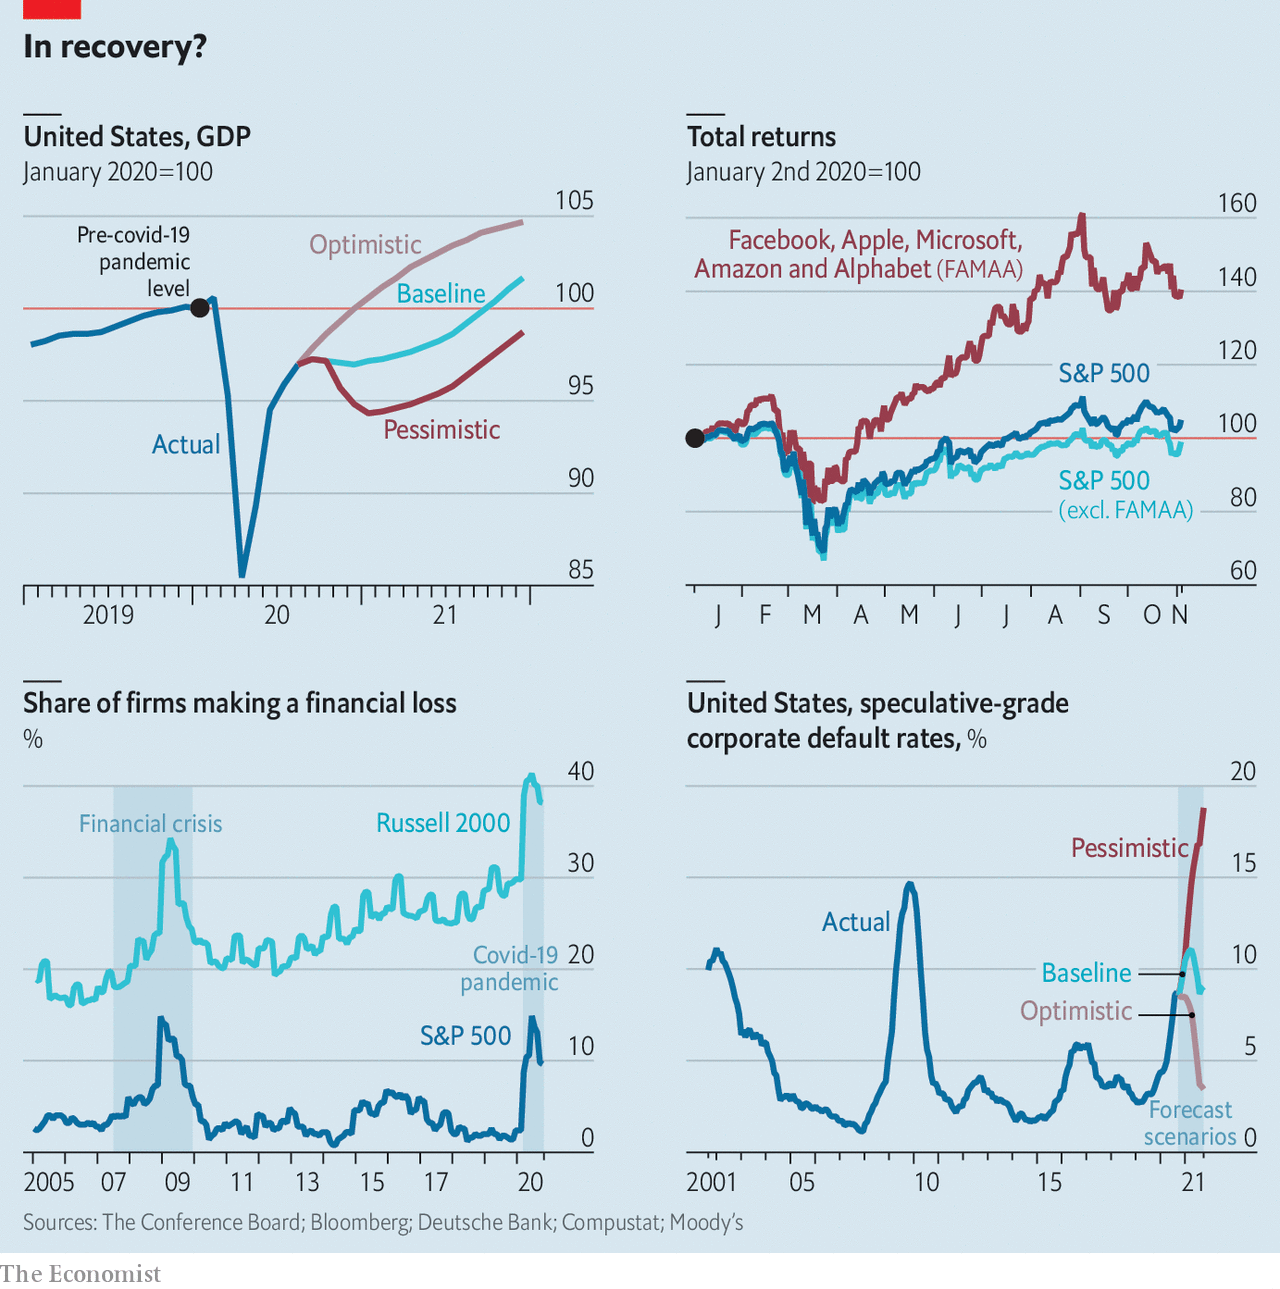 In recovery?
United States, GDP
January 2020=100
105
100
95
90
85
Pre-covid-19
pandemic
level
Optimistic
Baseline
Actual
Pessimistic
2019
20
21
Total returns
January 2nd 2020=100
160
140
120
100
80
60
Facebook, Apple, Microsoft,
Amazon and Alphabet (FAMAA)
S&P 500
S&P 500
(excl. FAMAA)
J F M A M J J A S O N
Share of firms making a financial loss
%
40
30
20
10
0
Financial crisis
Russell 2000
Covid-19
pandemic
S&P 500
2005 07 09 11 13 15 17 20
United States, speculative-grade
corporate default rates, %
20
15
10
5
0
Pessimistic
Actual
Baseline
Optimistic
Forecast
scenarios
2001 05 10 15 21
Sources: The Conference Board; Bloomberg; Deutsche Bank; Compustat; Moody's
The Economist